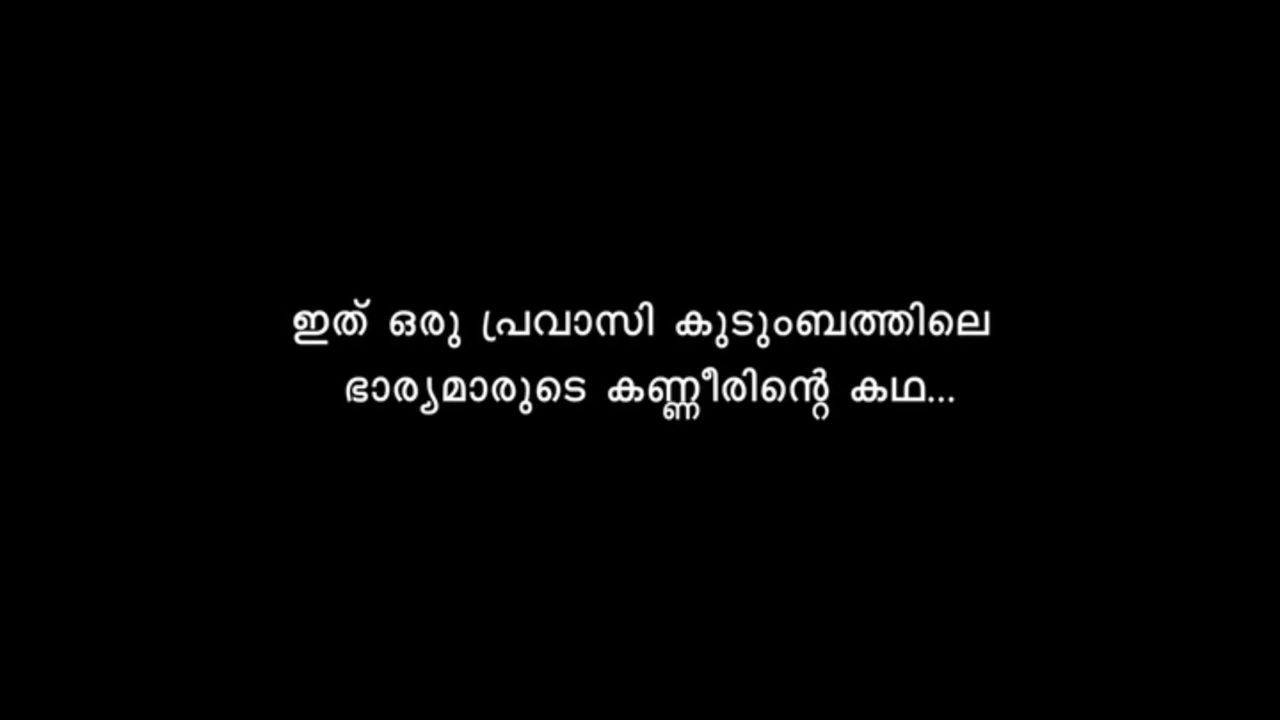 ഇത് ഒരു പ്രവാസി കുടുംബത്തിലെ
ഭാര്യമാരുടെ കണ്ണീരിന്റെ കഥ...